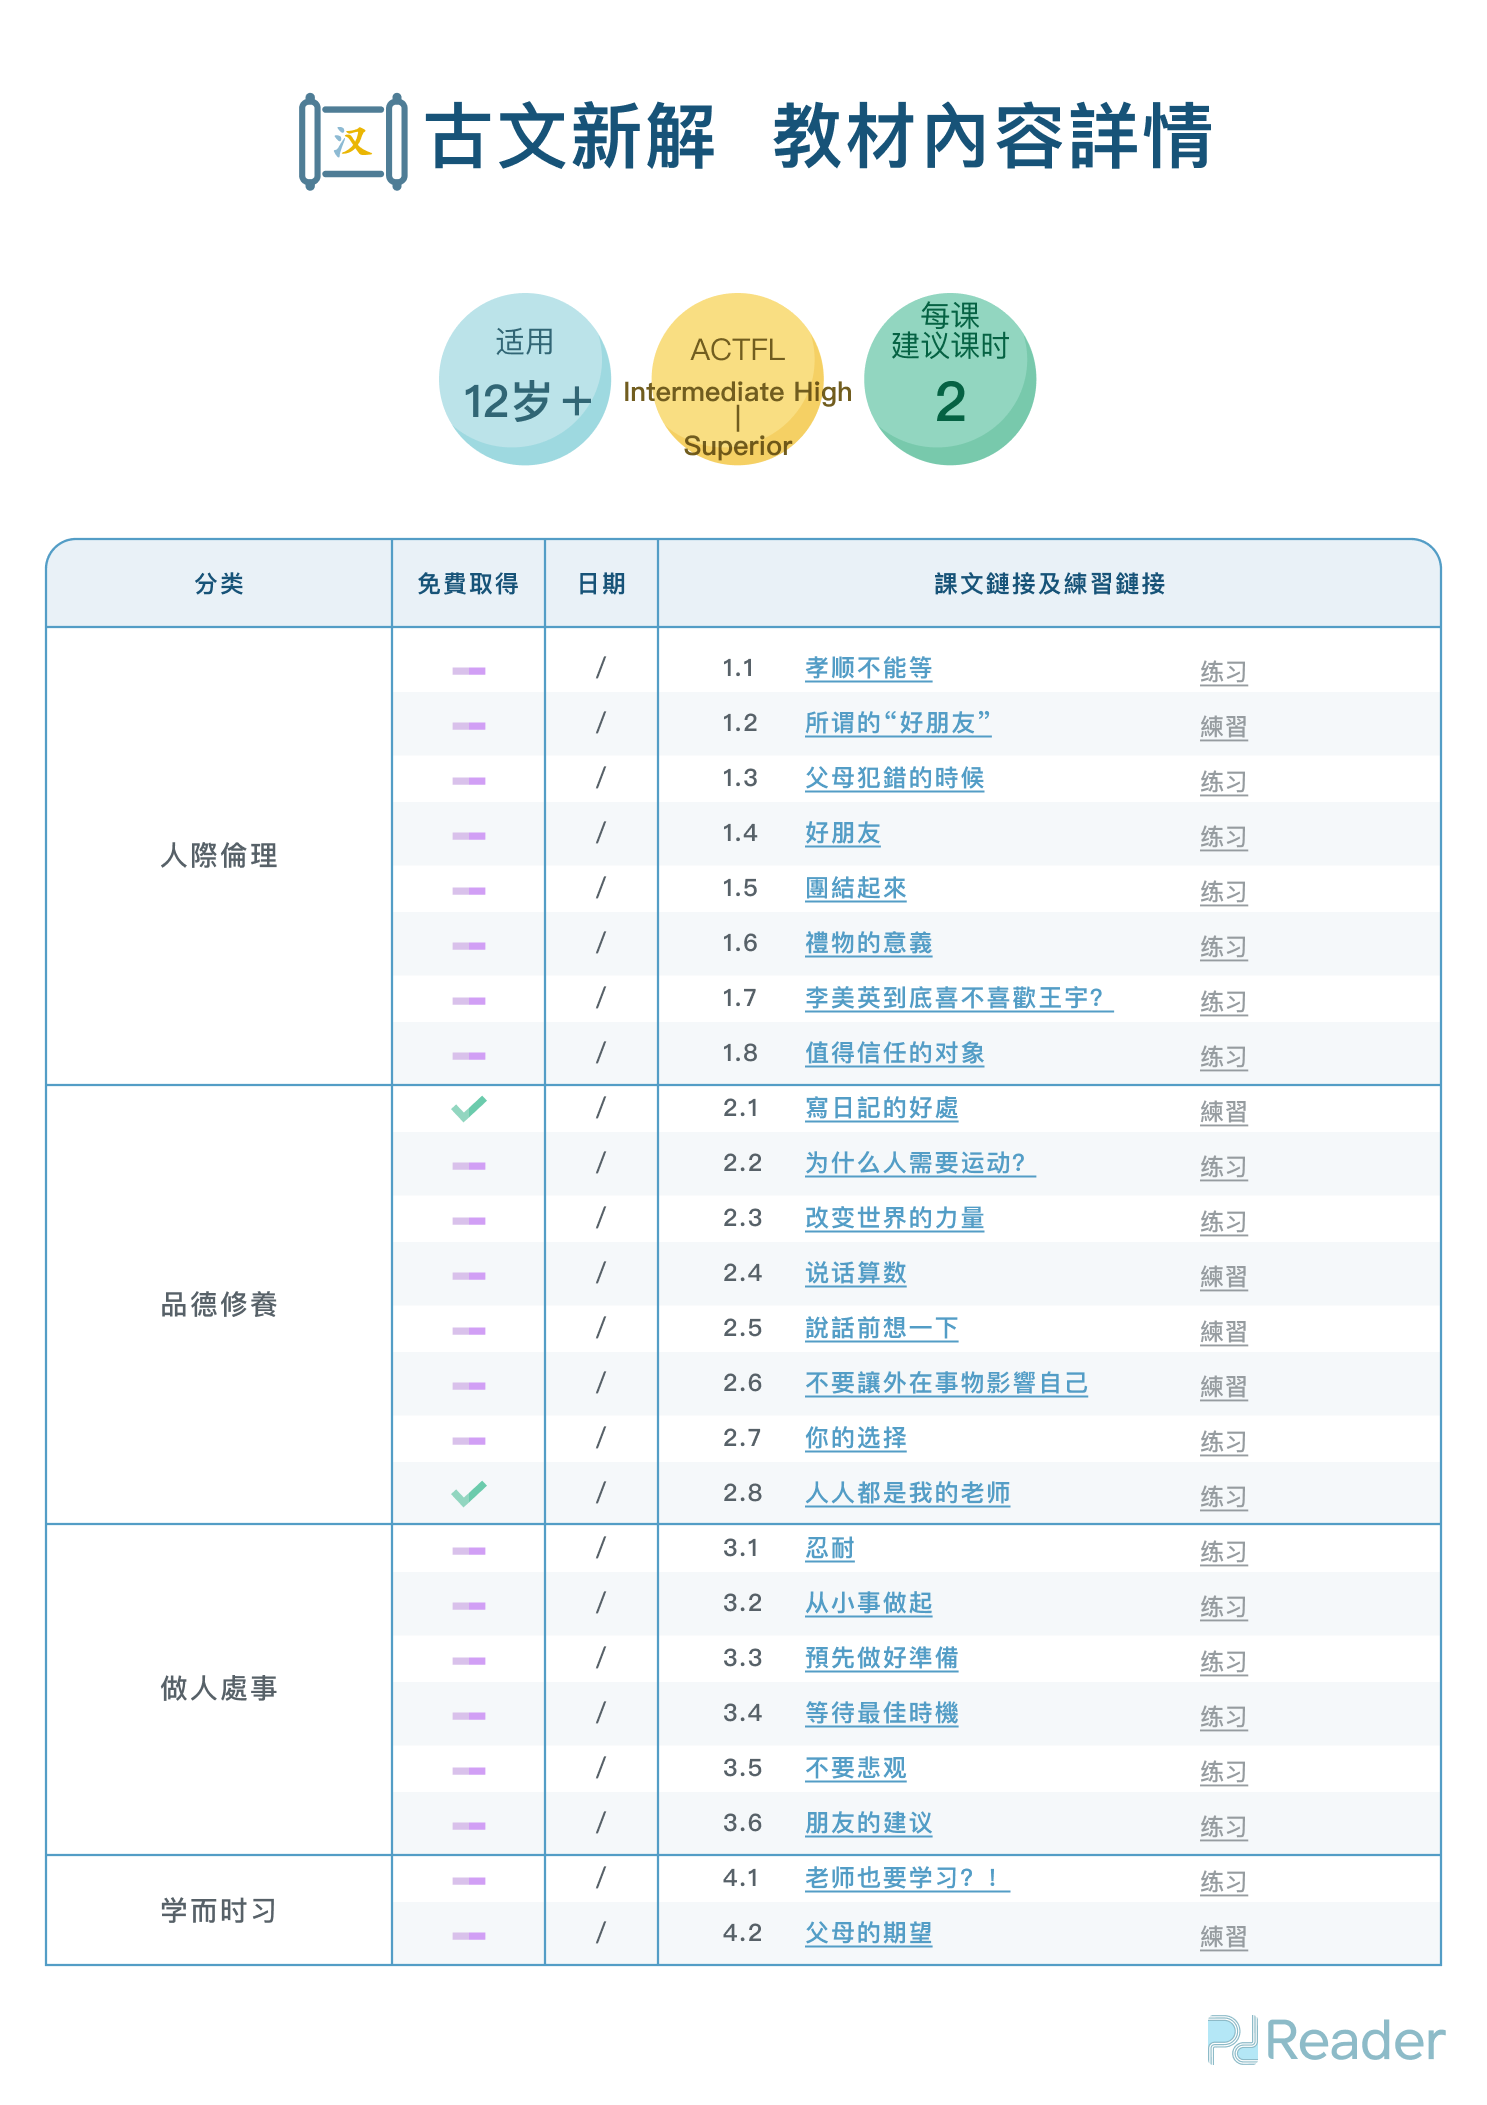 汉
古文新解 教材內容詳情
适用
12岁+
ACTFL
Intermediate High
|
Superior
每课
建议课时
2
分类 免費取得 日期 課文鏈接及練習鏈接
人際倫理
/ 1.1 孝顺不能等 练习
/ 1.2 所谓的“好朋友” 練習
/ 1.3 父母犯錯的時候 练习
/ 1.4 好朋友 练习
/ 1.5 團結起來 练习
/ 1.6 禮物的意義 练习
/ 1.7 李美英到底喜不喜歡王宇? 练习
/ 1.8 值得信任的对象 练习
品德修養
/ 2.1 寫日記的好處 練習
/ 2.2 为什么人需要运动? 练习
/ 2.3 改变世界的力量 练习
/ 2.4 说话算数 練習
/ 2.5 說話前想一下 練習
/ 2.6 不要讓外在事物影響自己 練習
/ 2.7 你的选择 练习
/ 2.8 人人都是我的老师 练习
做人處事
/ 3.1 忍耐 练习
/ 3.2 从小事做起 练习
/ 3.3 預先做好準備 练习
/ 3.4 等待最佳時機 练习
/ 3.5 不要悲观 练习
/ 3.6 朋友的建议 练习
学而时习
/ 4.1 老师也要学习?! 练习
/ 4.2 父母的期望 練習
Pd Reader